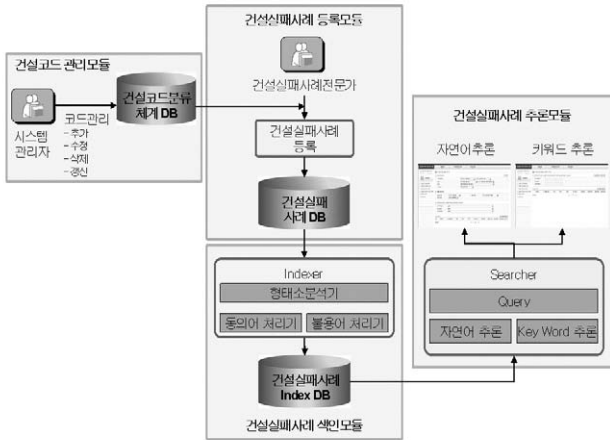 건설코드 관리모듈
시스템
관리자
코드관리
- 추가
- 수정
- 삭제
- 갱신
건설코드분류
체계 DB
건설실패사례 등록모듈
건설실패사례전문가
건설실패사례
등록
건설실패
사례 DB
Indexer
형태소분석기
동의어 처리기
불용어 처리기
건설실패사례
Index DB
건설실패사례 색인모듈
건설실패사례 추론모듈
자연어추론
키워드 추론
Searcher
Query
자연어 추론
Key Word 추론